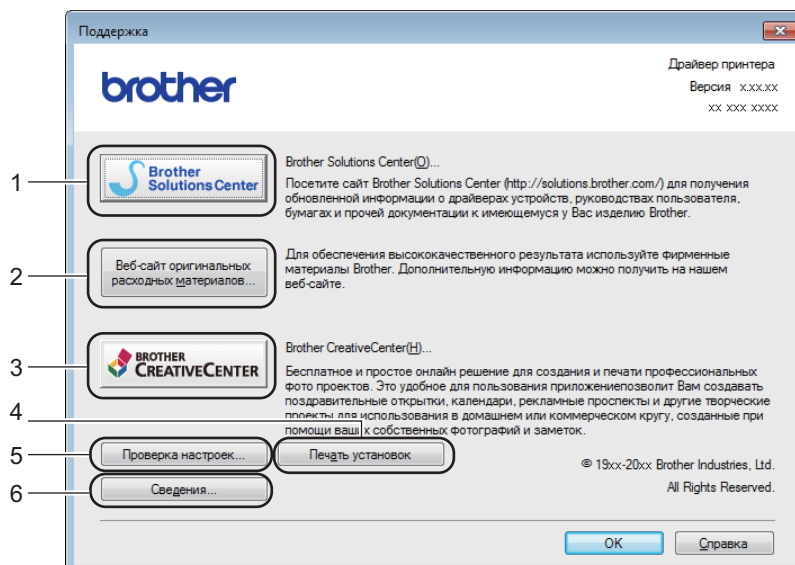 Поддержка
brother
Драйвер принтера
Версия x.xx.xx
xx xxx xxxx
1
Brother
Solutions Center
Brother Solutions Center(O)...
Посетите сайт Brother Solutions Center (http://solutions.brother.com/) для получения
обновленной информации о драйверах устройств, руководствах пользователя,
бумагах и прочей документации к имеющемуся у Вас изделию Brother.
2
Веб-сайт оригинальных
расходных материалов...
Для обеспечения высококачественного результата используйте фирменные
материалы Brother. Дополнительную информацию можно получить на нашем
веб-сайте.
3
BROTHER
CREATIVECENTER
Brother CreativeCenter(H)...
Бесплатное и простое онлайн решение для создания и печати профессиональных
фото проектов. Это удобное для пользования приложениепозволит Вам создавать
поздравительные открытки, календари, рекламные проспекты и другие творческие
проекты для использования в домашнем или коммерческом кругу, созданные при
помощи ваших собственных фотографий и заметок.
4
5
Проверка настроек...
Печать установок
6
Сведения...
© 19xx-20xx Brother Industries, Ltd.
All Rights Reserved.
OK
Справка